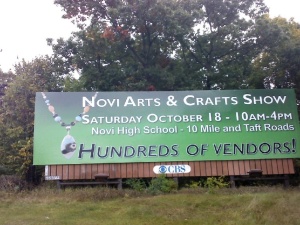 Novi Arts & Crafts Show
Saturday October 18 - 10am-4pm
Novi High School - 10 Mile and Taft Roads
Hundreds of vendors!
CBS